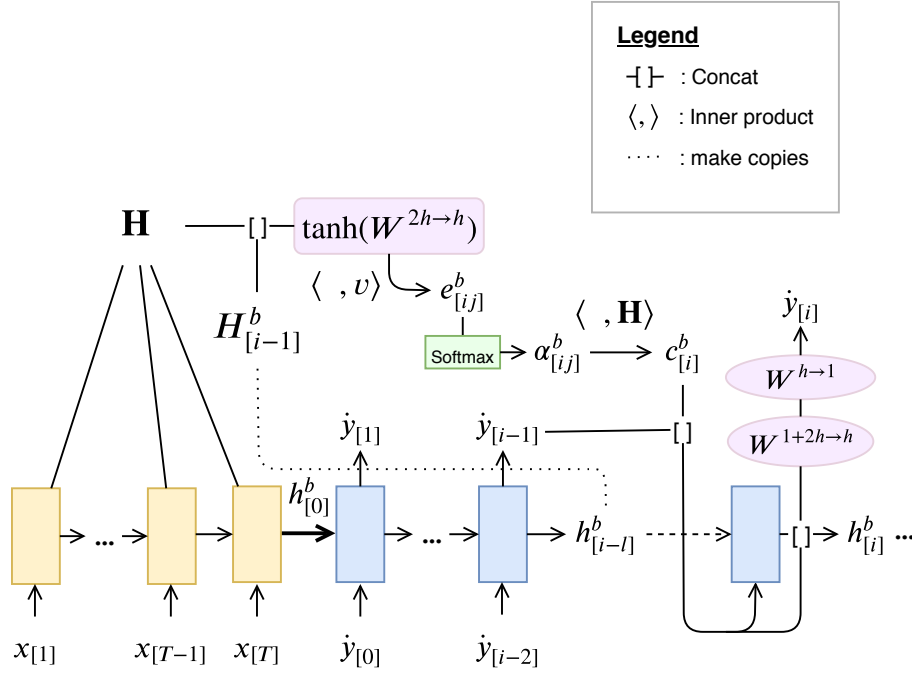 Legend
-[ ]- : Concat
⟨,⟩ : Inner product
..... : make copies
H [ ] tanh(W^{2h→h})
⟨ , v⟩ e^b_{[ij]}
H^b_{[i-1]}
⟨ , H⟩
Softmax α^b_{[ij]} c^b_{[i]}
ẏ_{[i]}
W^{h→1}
W^{1+2h→h}
ẏ_{[1]} ẏ_{[i-1]} [ ]
h^b_{[0]}
... ... h^b_{[i-l]} [ ] h^b_{[i]} ...
x_{[1]} x_{[T-1]} x_{[T]} ẏ_{[0]} ẏ_{[i-2]}